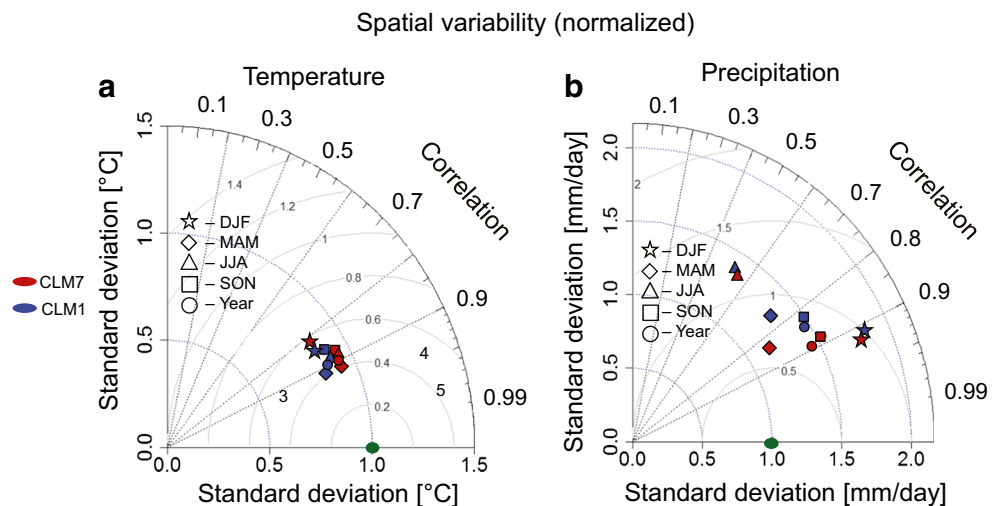 Spatial variability (normalized)
a
Temperature
Correlation
0.1
0.3
0.5
0.7
0.9
0.99
Standard deviation [°C]
1.5
1.0
0.5
0.0
1.4
1.2
1
0.8
0.6
0.4
0.2
3
4
5
– DJF
– MAM
– JJA
– SON
– Year
CLM7
CLM1
0.0 0.5 1.0 1.5
Standard deviation [°C]
b
Precipitation
Correlation
0.1
0.3
0.5
0.7
0.8
0.9
0.99
Standard deviation [mm/day]
2.0
1.5
1.0
0.5
0.0
2
1.5
1
0.5
– DJF
– MAM
– JJA
– SON
– Year
0.0 0.5 1.0 1.5 2.0
Standard deviation [mm/day]